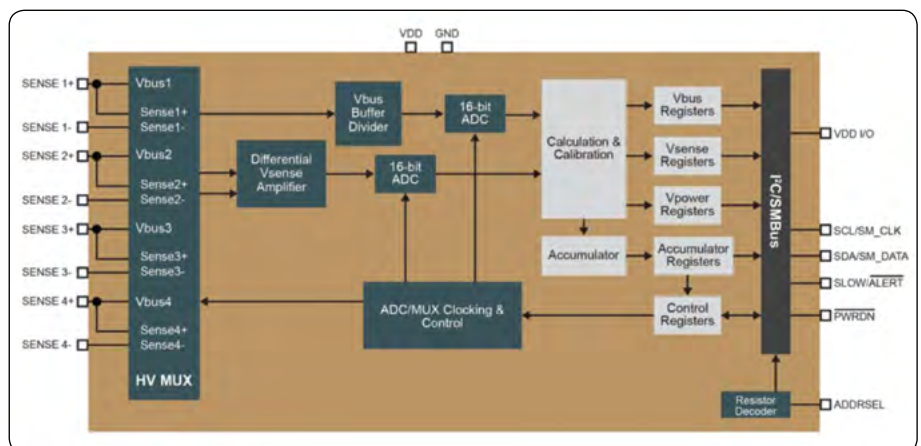 VDD GND
SENSE 1+
SENSE 1-
SENSE 2+
SENSE 2-
SENSE 3+
SENSE 3-
SENSE 4+
SENSE 4-
Vbus1
Sense1+
Sense1-
Vbus2
Sense2+
Sense2-
Vbus3
Sense3+
Sense3-
Vbus4
Sense4+
Sense4-
HV MUX
Vbus
Buffer
Divider
16-bit
ADC
Differential
Vsense
Amplifier
16-bit
ADC
ADC/MUX Clocking &
Control
Calculation &
Calibration
Accumulator
Vbus
Registers
Vsense
Registers
Vpower
Registers
Accumulator
Registers
Control
Registers
I²C/SMBus
Resistor
Decoder
VDD I/O
SCL/SM_CLK
SDA/SM_DATA
SLOW/ALERT
PWRDN
ADDRSEL